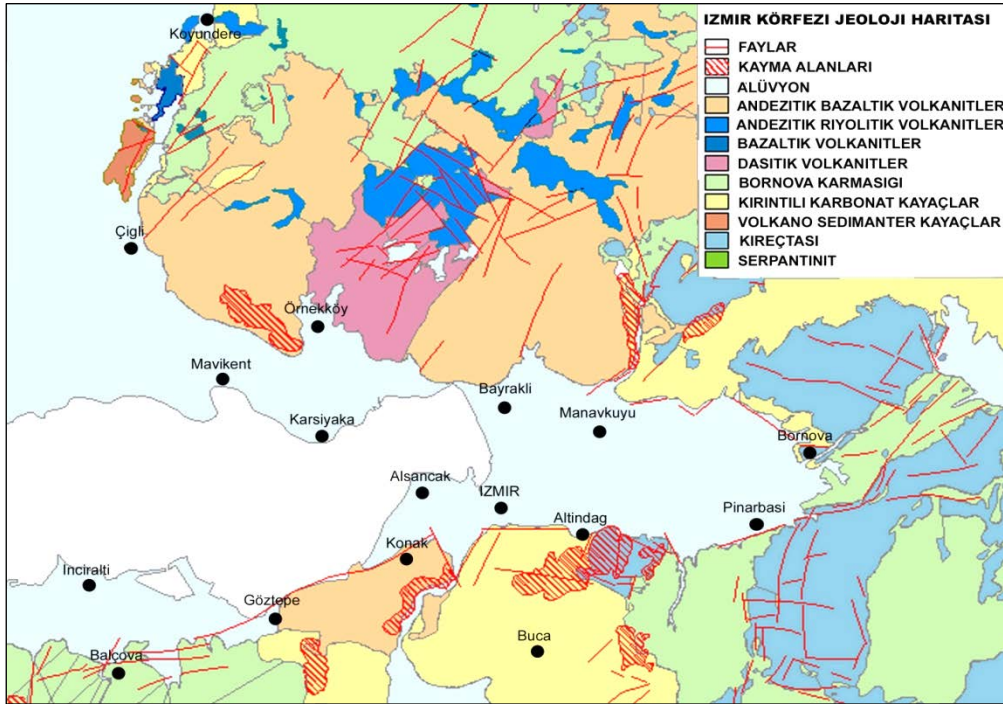 IZMIR KÖRFEZI JEOLOJI HARITASI
FAYLAR
KAYMA ALANLARI
ALÜVYON
ANDEZITIK BAZALTIK VOLKANITLER
ANDEZITIK RIYOLITIK VOLKANITLER
BAZALTIK VOLKANITLER
DASITIK VOLKANITLER
BORNOVA KARMASIGI
KIRINTILI KARBONAT KAYAÇLAR
VOLKANO SEDIMANTER KAYAÇLAR
KIREÇTASI
SERPANTINIT
Koyundere
Çigli
Örnekköy
Mavikent
Bayrakli
Karsiyaka
Manavkuyu
Bornova
Alsancak
IZMIR
Altindag
Pinarbasi
Konak
Inciralti
Göztepe
Buca
Balçova